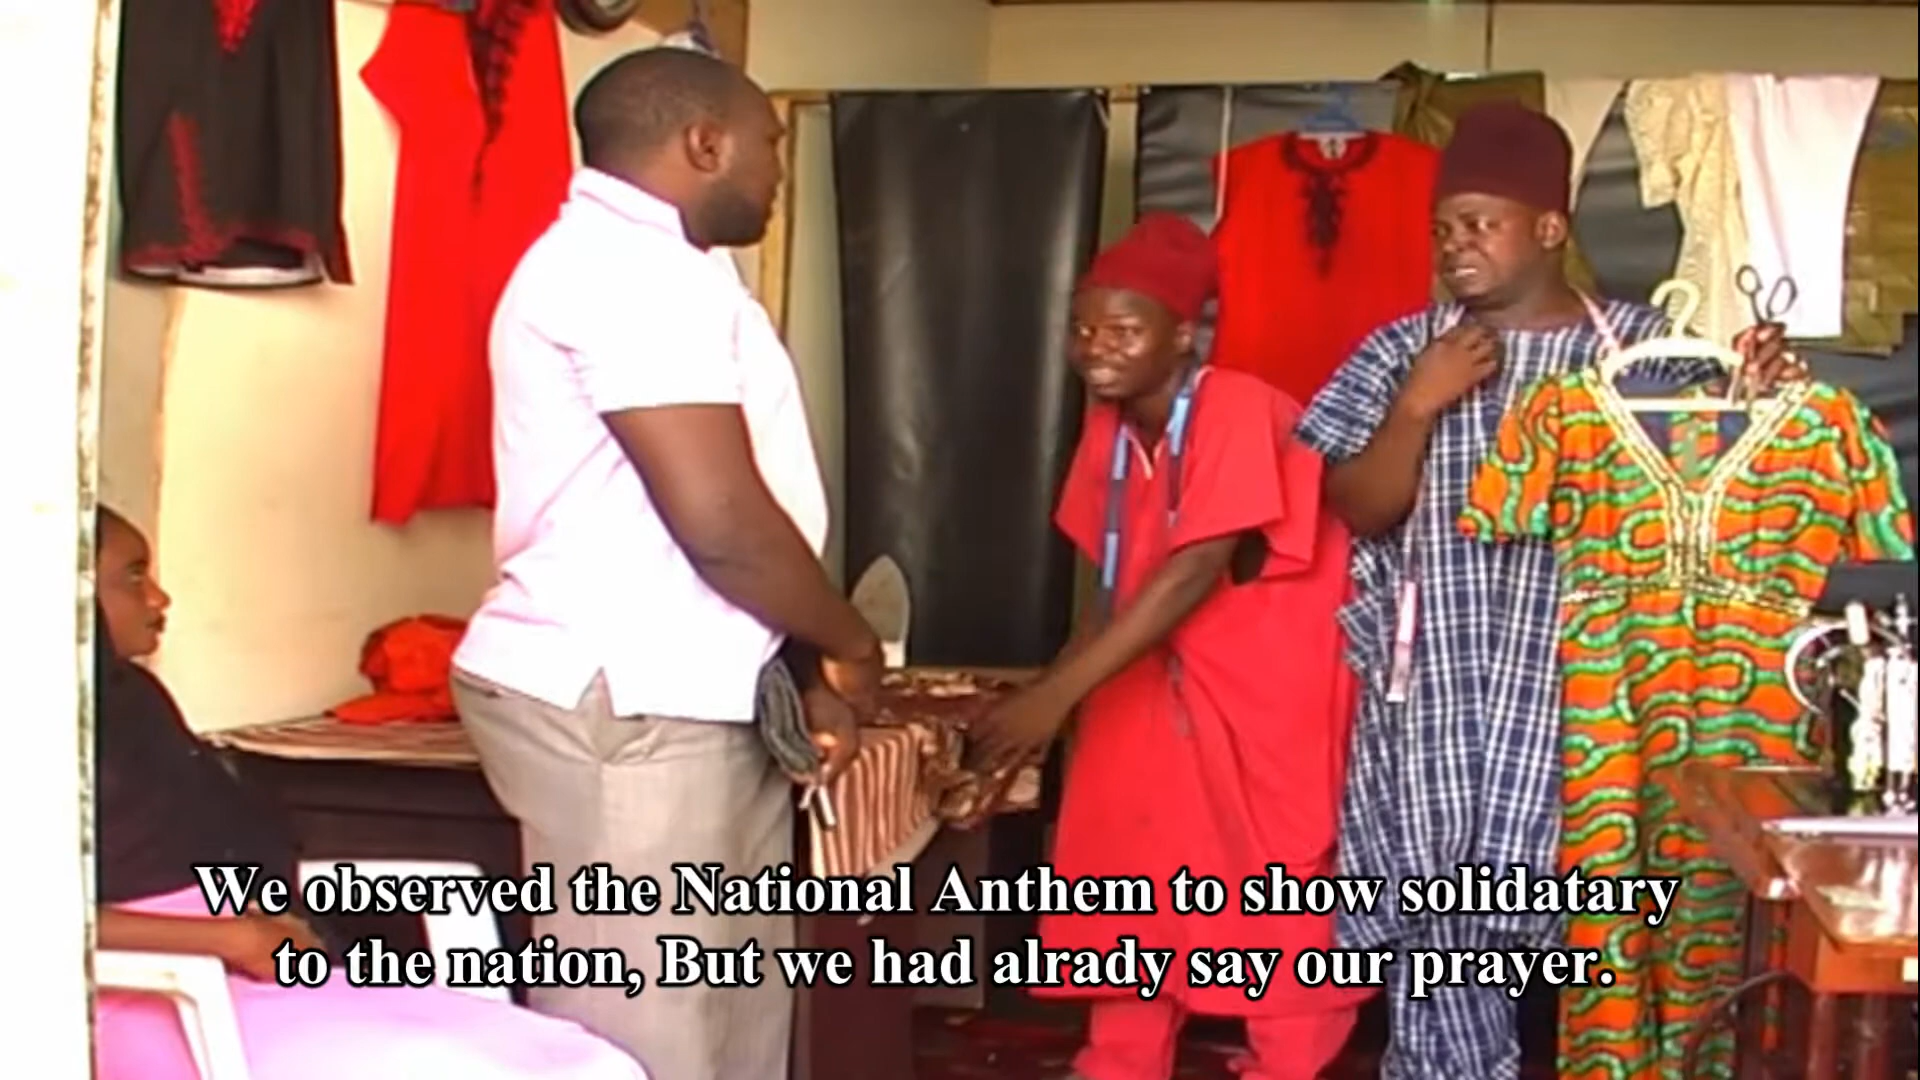 We observed the National Anthem to show solidatary
to the nation, But we had alrady say our prayer.